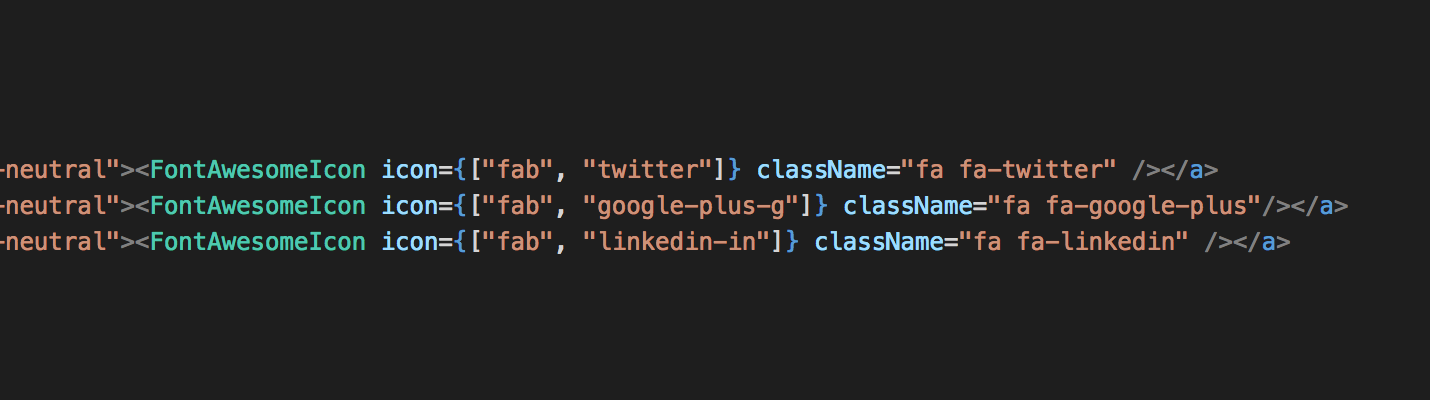 -neutral"><FontAwesomeIcon icon={["fab", "twitter"]} className="fa fa-twitter" /></a>
-neutral"><FontAwesomeIcon icon={["fab", "google-plus-g"]} className="fa fa-google-plus"/></a>
-neutral"><FontAwesomeIcon icon={["fab", "linkedin-in"]} className="fa fa-linkedin" /></a>